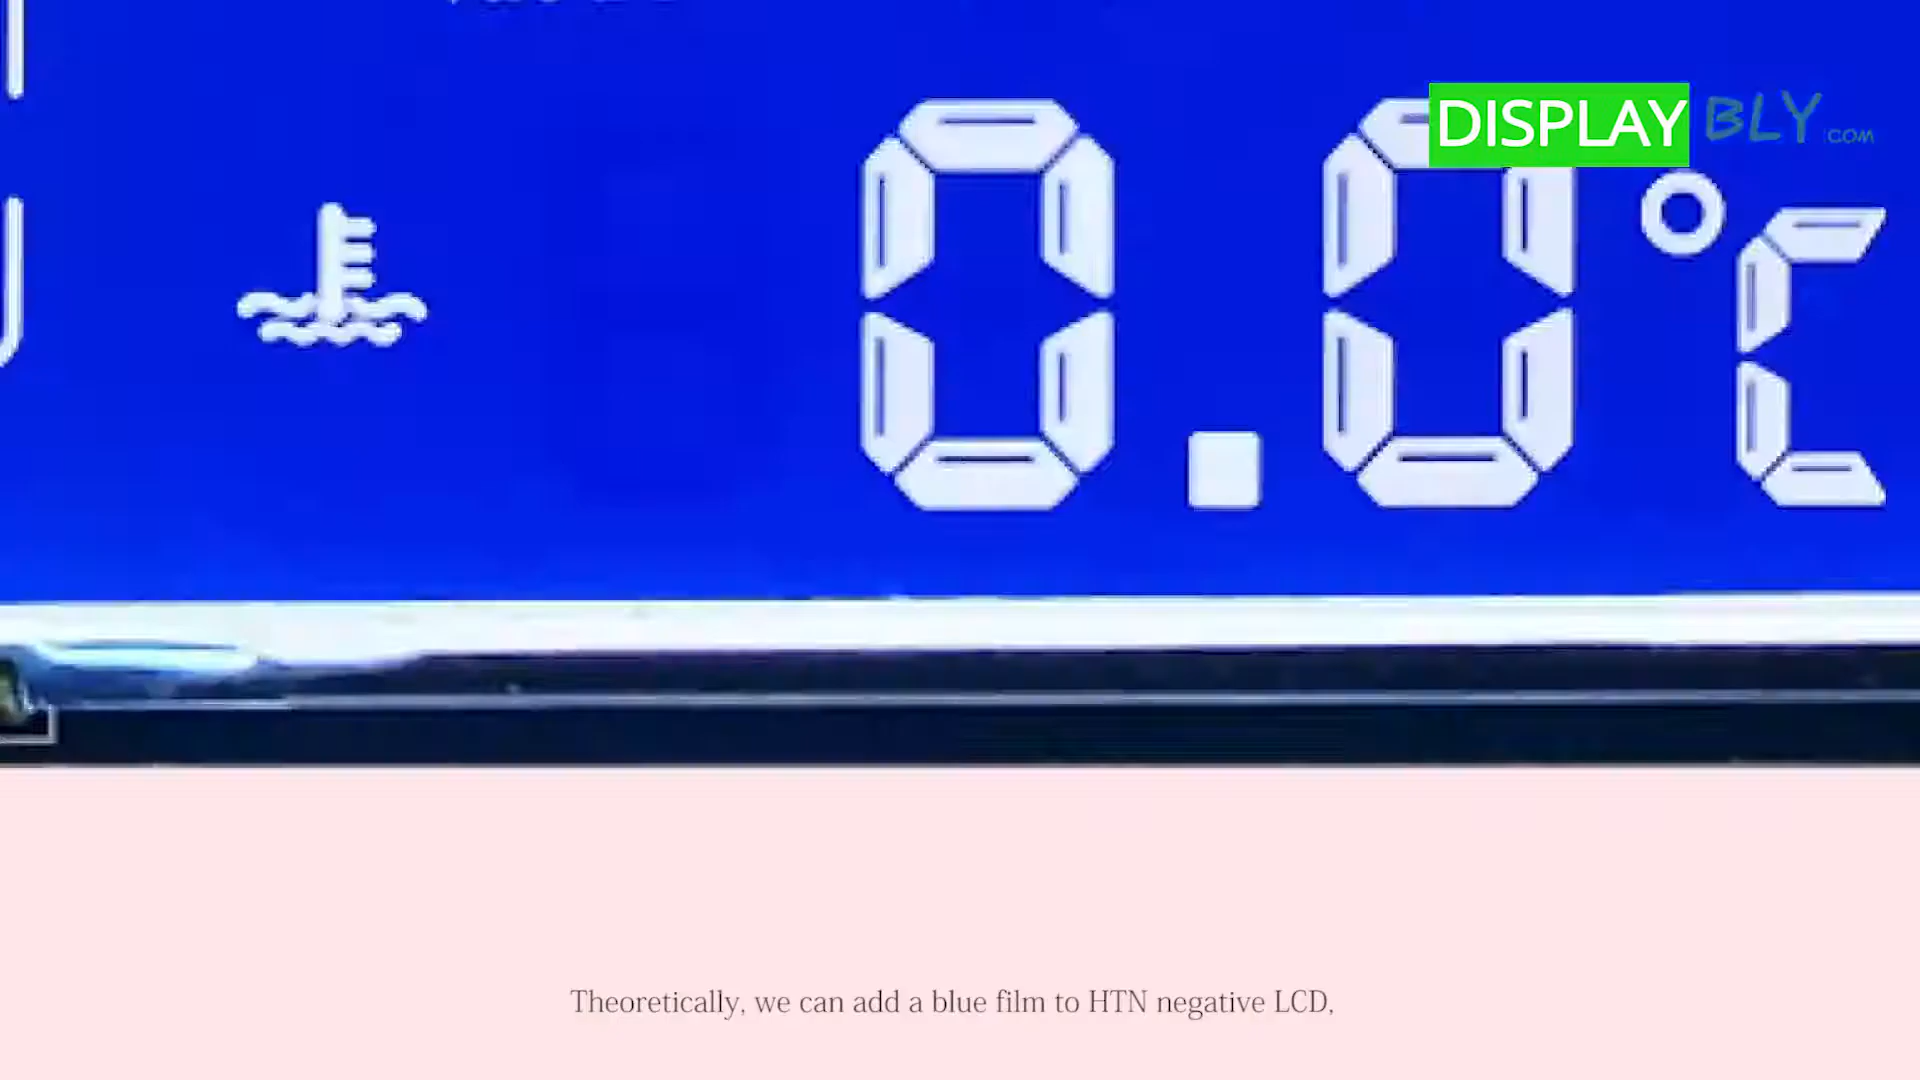 DISPLAY BLY.COM
0.0°C
Theoretically, we can add a blue film to HTN negative LCD,